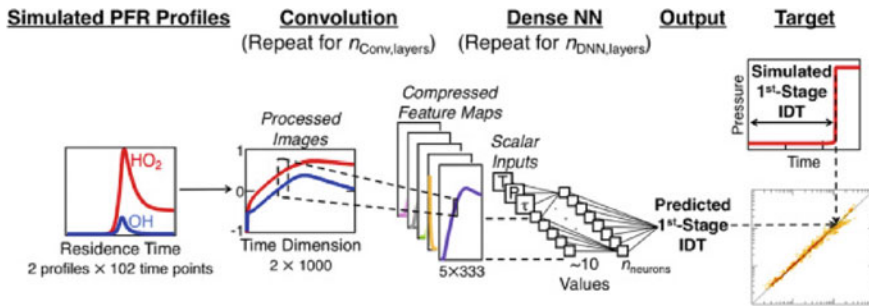 Simulated PFR Profiles
Convolution
(Repeat for nConv,layers)
Dense NN
(Repeat for nDNN,layers)
Output
Target
HO2
OH
Residence Time
2 profiles × 102 time points
Processed
Images
1
0
-1
Time Dimension
2 × 1000
Compressed
Feature Maps
5×333
Scalar
Inputs
T
P
τ
~10
Values
nneurons
Predicted
1st-Stage
IDT
Pressure
Simulated
1st-Stage
IDT
Time